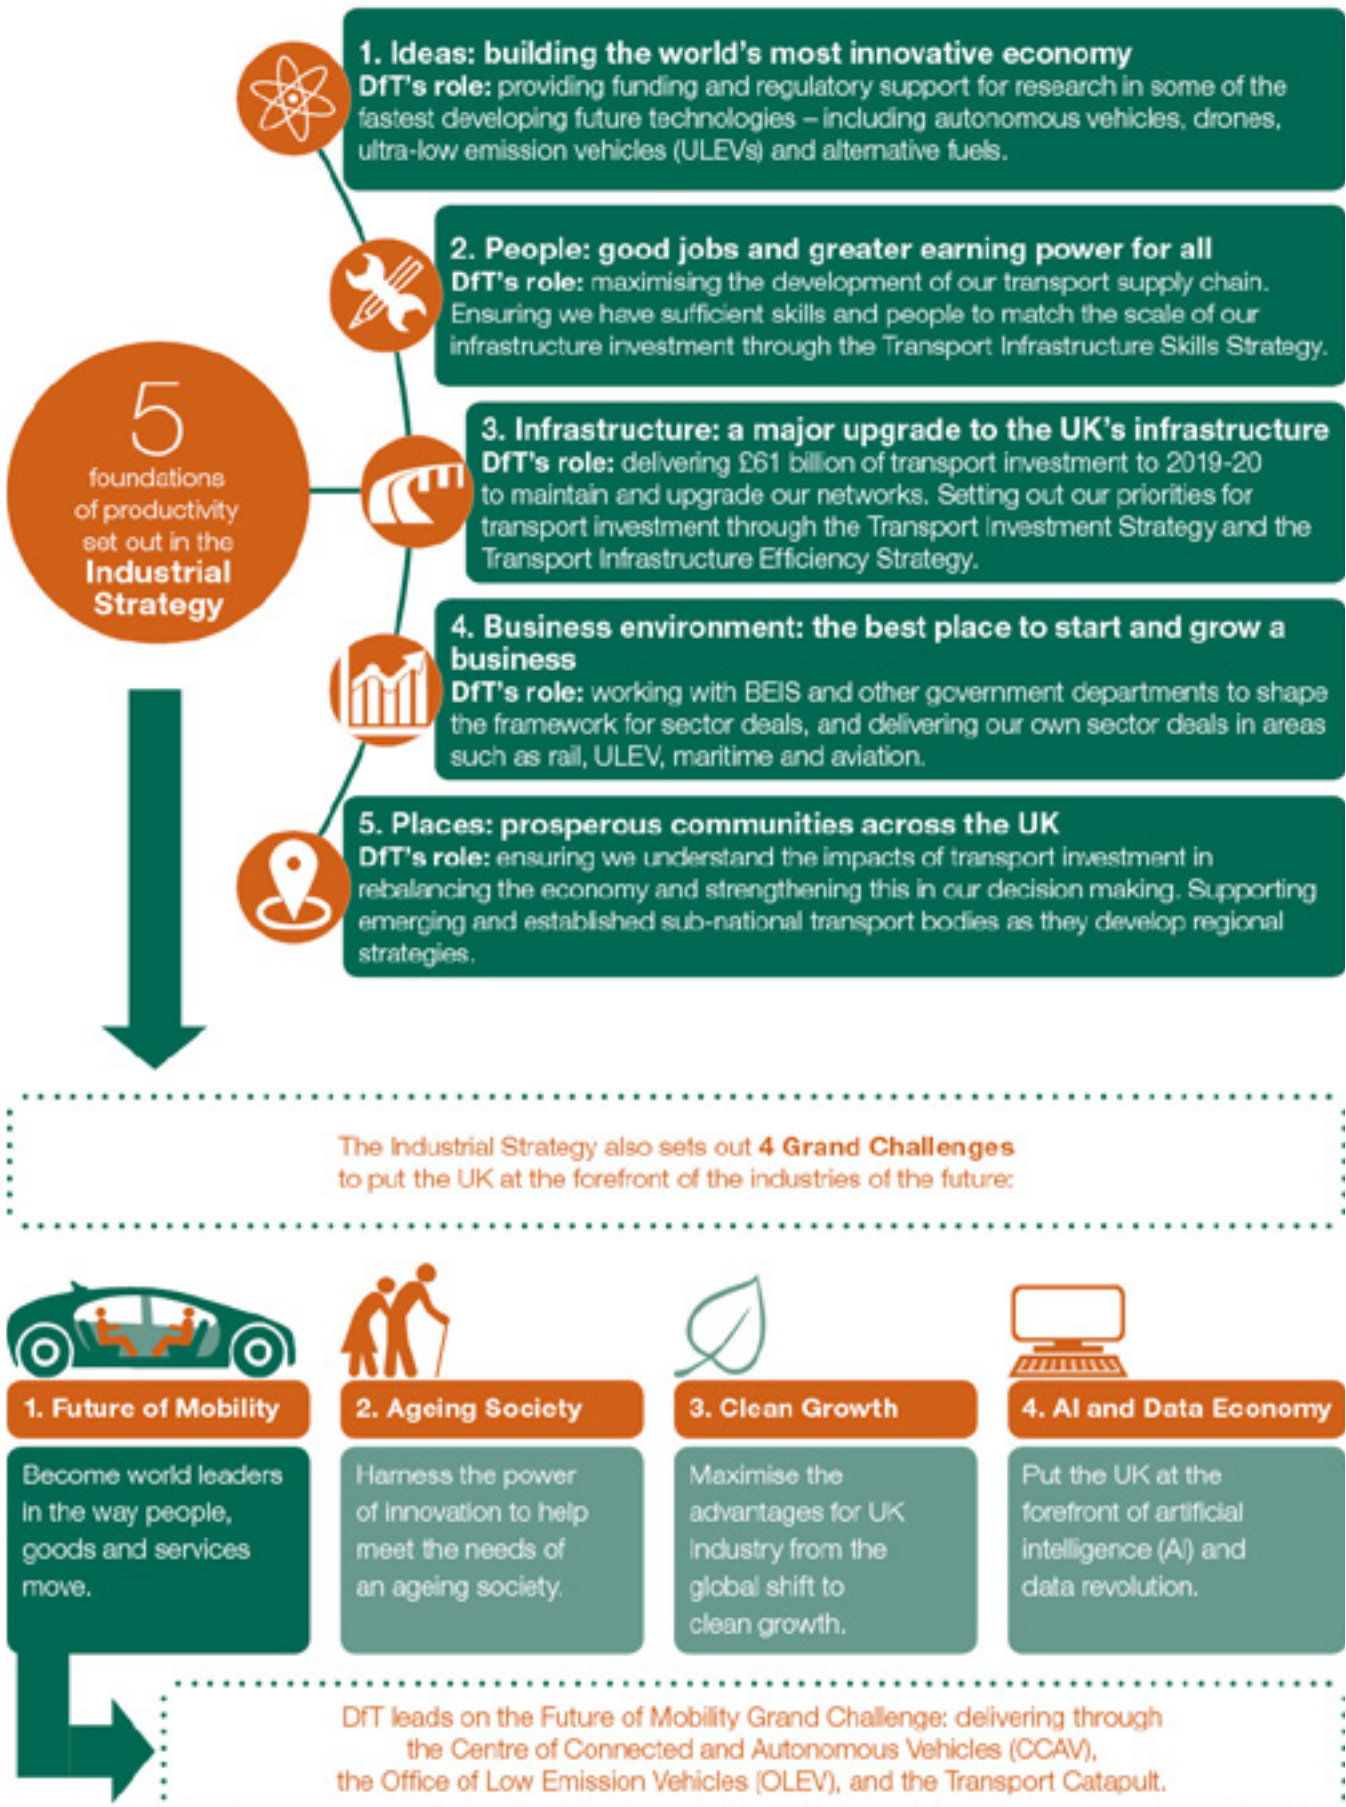 1. Ideas: building the world's most innovative economy
DfT's role: providing funding and regulatory support for research in some of the
fastest developing future technologies – including autonomous vehicles, drones,
ultra-low emission vehicles (ULEVs) and alternative fuels.
2. People: good jobs and greater earning power for all
DfT's role: maximising the development of our transport supply chain.
Ensuring we have sufficient skills and people to match the scale of our
infrastructure investment through the Transport Infrastructure Skills Strategy.
5
foundations
of productivity
set out in the
Industrial
Strategy
3. Infrastructure: a major upgrade to the UK's infrastructure
DfT's role: delivering £61 billion of transport investment to 2019-20
to maintain and upgrade our networks. Setting out our priorities for
transport investment through the Transport Investment Strategy and the
Transport Infrastructure Efficiency Strategy.
4. Business environment: the best place to start and grow a
business
DfT's role: working with BEIS and other government departments to shape
the framework for sector deals, and delivering our own sector deals in areas
such as rail, ULEV, maritime and aviation.
5. Places: prosperous communities across the UK
DfT's role: ensuring we understand the impacts of transport investment in
rebalancing the economy and strengthening this in our decision making. Supporting
emerging and established sub-national transport bodies as they develop regional
strategies.
The Industrial Strategy also sets out 4 Grand Challenges
to put the UK at the forefront of the industries of the future:
1. Future of Mobility
Become world leaders
in the way people,
goods and services
move.
2. Ageing Society
Harness the power
of innovation to help
meet the needs of
an ageing society.
3. Clean Growth
Maximise the
advantages for UK
industry from the
global shift to
clean growth.
4. AI and Data Economy
Put the UK at the
forefront of artificial
intelligence (AI) and
data revolution.
DfT leads on the Future of Mobility Grand Challenge: delivering through
the Centre of Connected and Autonomous Vehicles (CCAV),
the Office of Low Emission Vehicles (OLEV), and the Transport Catapult.